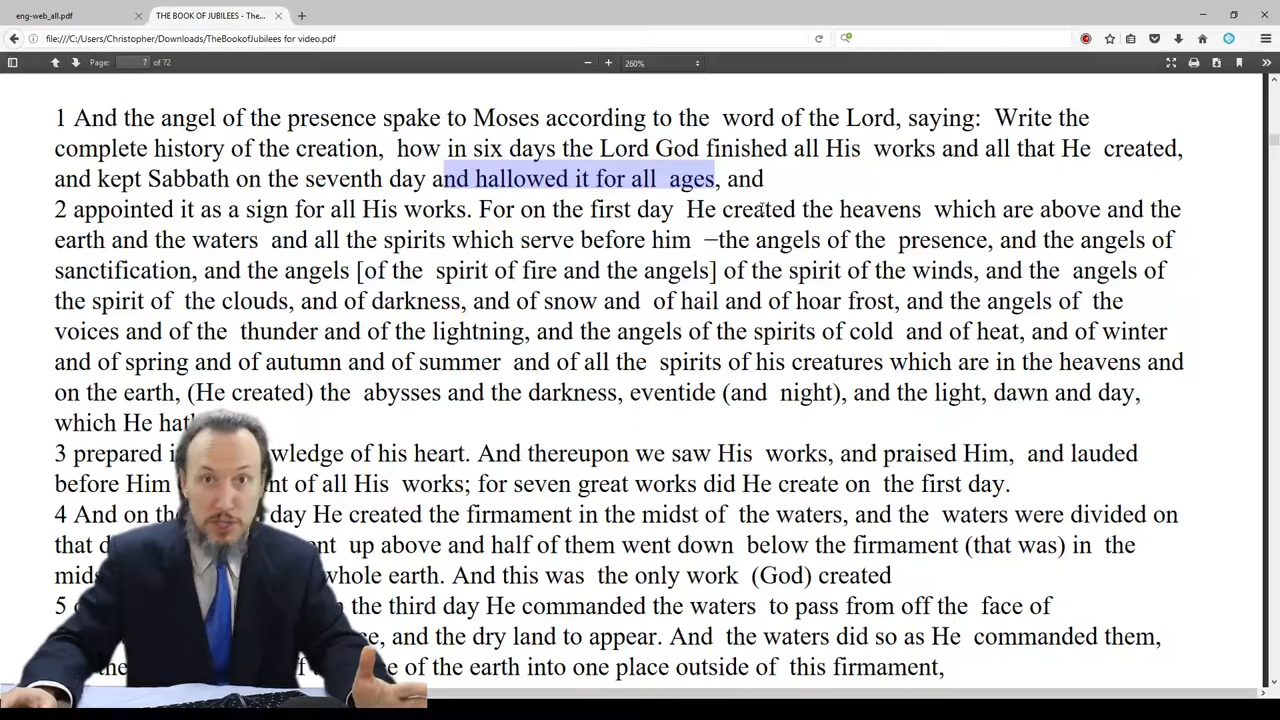 eng-web_all.pdf
THE BOOK OF JUBILEES - The...
file:///C:/Users/Christopher/Downloads/TheBookofJubilees for video.pdf
Page: 7 of 72
260%
1 And the angel of the presence spake to Moses according to the word of the Lord, saying: Write the
complete history of the creation, how in six days the Lord God finished all His works and all that He created,
and kept Sabbath on the seventh day and hallowed it for all ages, and
2 appointed it as a sign for all His works. For on the first day He created the heavens which are above and the
earth and the waters and all the spirits which serve before him −the angels of the presence, and the angels of
sanctification, and the angels [of the spirit of fire and the angels] of the spirit of the winds, and the angels of
the spirit of the clouds, and of darkness, and of snow and of hail and of hoar frost, and the angels of the
voices and of the thunder and of the lightning, and the angels of the spirits of cold and of heat, and of winter
and of spring and of autumn and of summer and of all the spirits of his creatures which are in the heavens and
on the earth, (He created) the abysses and the darkness, eventide (and night), and the light, dawn and day,
which He hath
3 prepared of his heart. And thereupon we saw His works, and praised Him, and lauded
before Him of all His works; for seven great works did He create on the first day.
4 And on the day He created the firmament in the midst of the waters, and the waters were divided on
that up above and half of them went down below the firmament (that was) in the
whole earth. And this was the only work (God) created
5 the third day He commanded the waters to pass from off the face of
and the dry land to appear. And the waters did so as He commanded them,
of the earth into one place outside of this firmament,